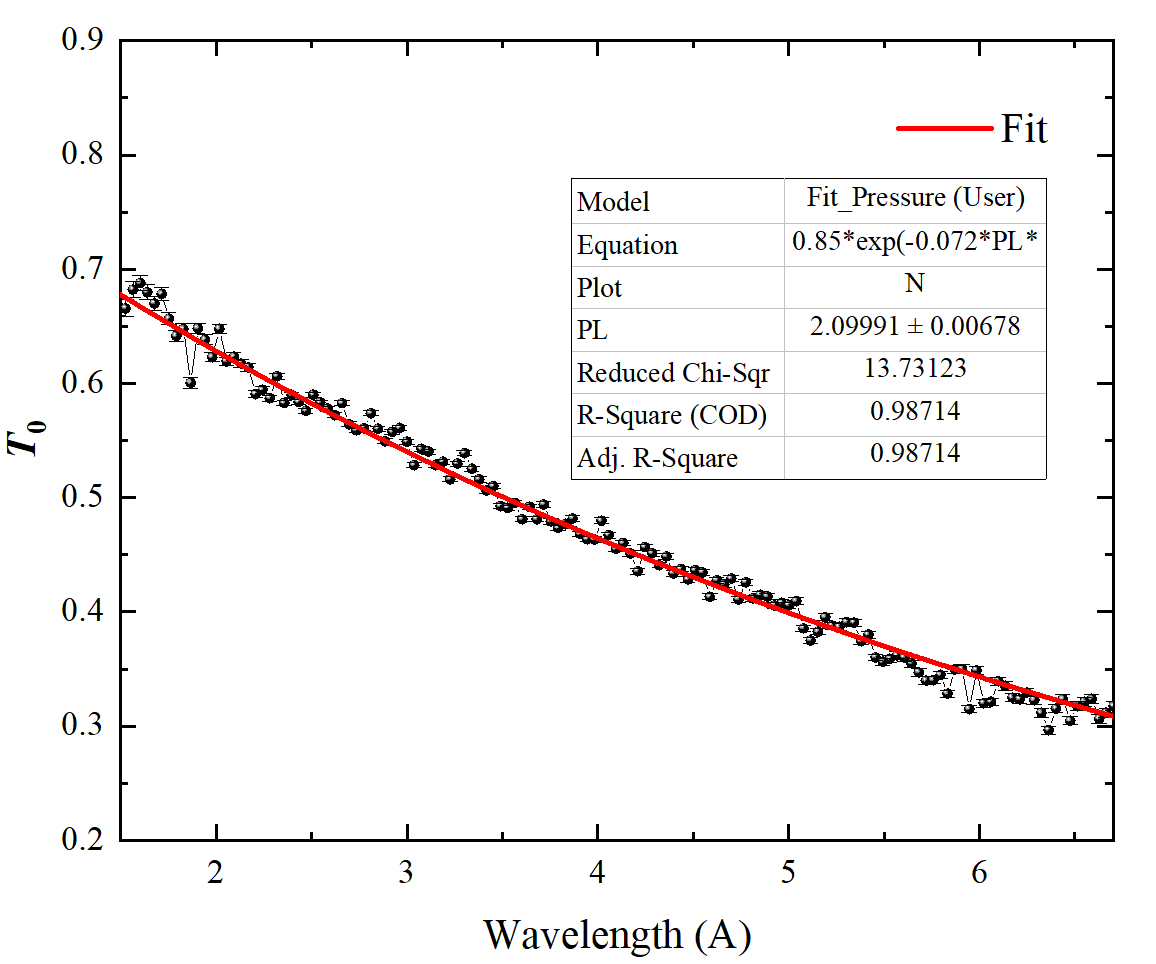 0.9
0.8
0.7
0.6
0.5
0.4
0.3
0.2
T0
Fit
Model Fit_Pressure (User)
Equation 0.85*exp(-0.072*PL*
Plot N
PL 2.09991 ± 0.00678
Reduced Chi-Sqr 13.73123
R-Square (COD) 0.98714
Adj. R-Square 0.98714
2 3 4 5 6
Wavelength (A)